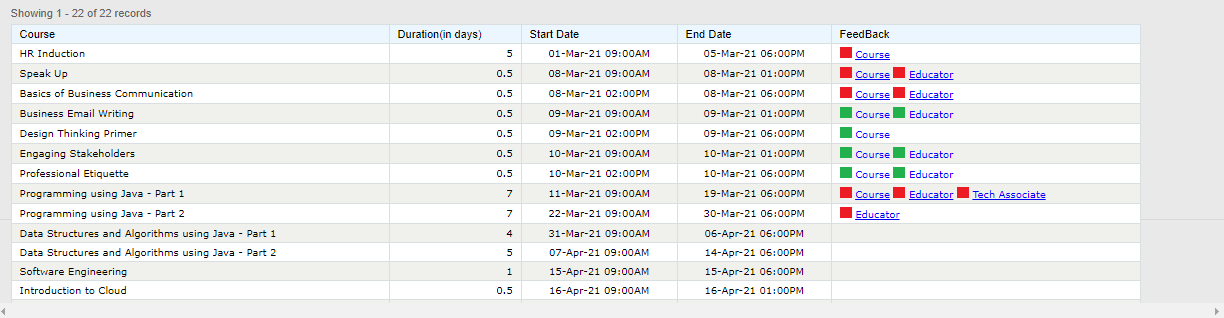 Showing 1 - 22 of 22 records
Course Duration(in days) Start Date End Date FeedBack
HR Induction 5 01-Mar-21 09:00AM 05-Mar-21 06:00PM Course
Speak Up 0.5 08-Mar-21 09:00AM 08-Mar-21 01:00PM Course Educator
Basics of Business Communication 0.5 08-Mar-21 02:00PM 08-Mar-21 06:00PM Course Educator
Business Email Writing 0.5 09-Mar-21 09:00AM 09-Mar-21 01:00PM Course Educator
Design Thinking Primer 0.5 09-Mar-21 02:00PM 09-Mar-21 06:00PM Course
Engaging Stakeholders 0.5 10-Mar-21 09:00AM 10-Mar-21 01:00PM Course Educator
Professional Etiquette 0.5 10-Mar-21 02:00PM 10-Mar-21 06:00PM Course Educator
Programming using Java - Part 1 7 11-Mar-21 09:00AM 19-Mar-21 06:00PM Course Educator Tech Associate
Programming using Java - Part 2 7 22-Mar-21 09:00AM 30-Mar-21 06:00PM Educator
Data Structures and Algorithms using Java - Part 1 4 31-Mar-21 09:00AM 06-Apr-21 06:00PM
Data Structures and Algorithms using Java - Part 2 5 07-Apr-21 09:00AM 14-Apr-21 06:00PM
Software Engineering 1 15-Apr-21 09:00AM 15-Apr-21 06:00PM
Introduction to Cloud 0.5 16-Apr-21 09:00AM 16-Apr-21 01:00PM